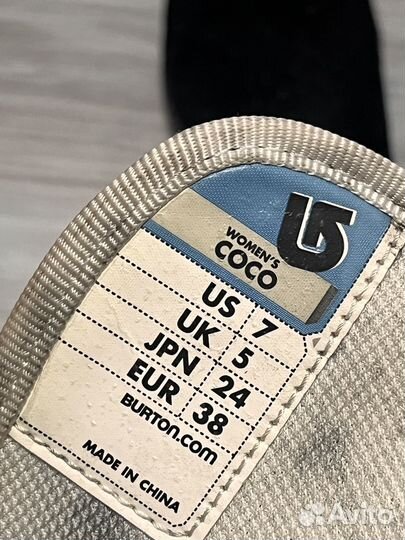 WOMEN'S
COCO
US 7
UK 5
JPN 24
EUR 38
BURTON.com
MADE IN CHINA
Avito